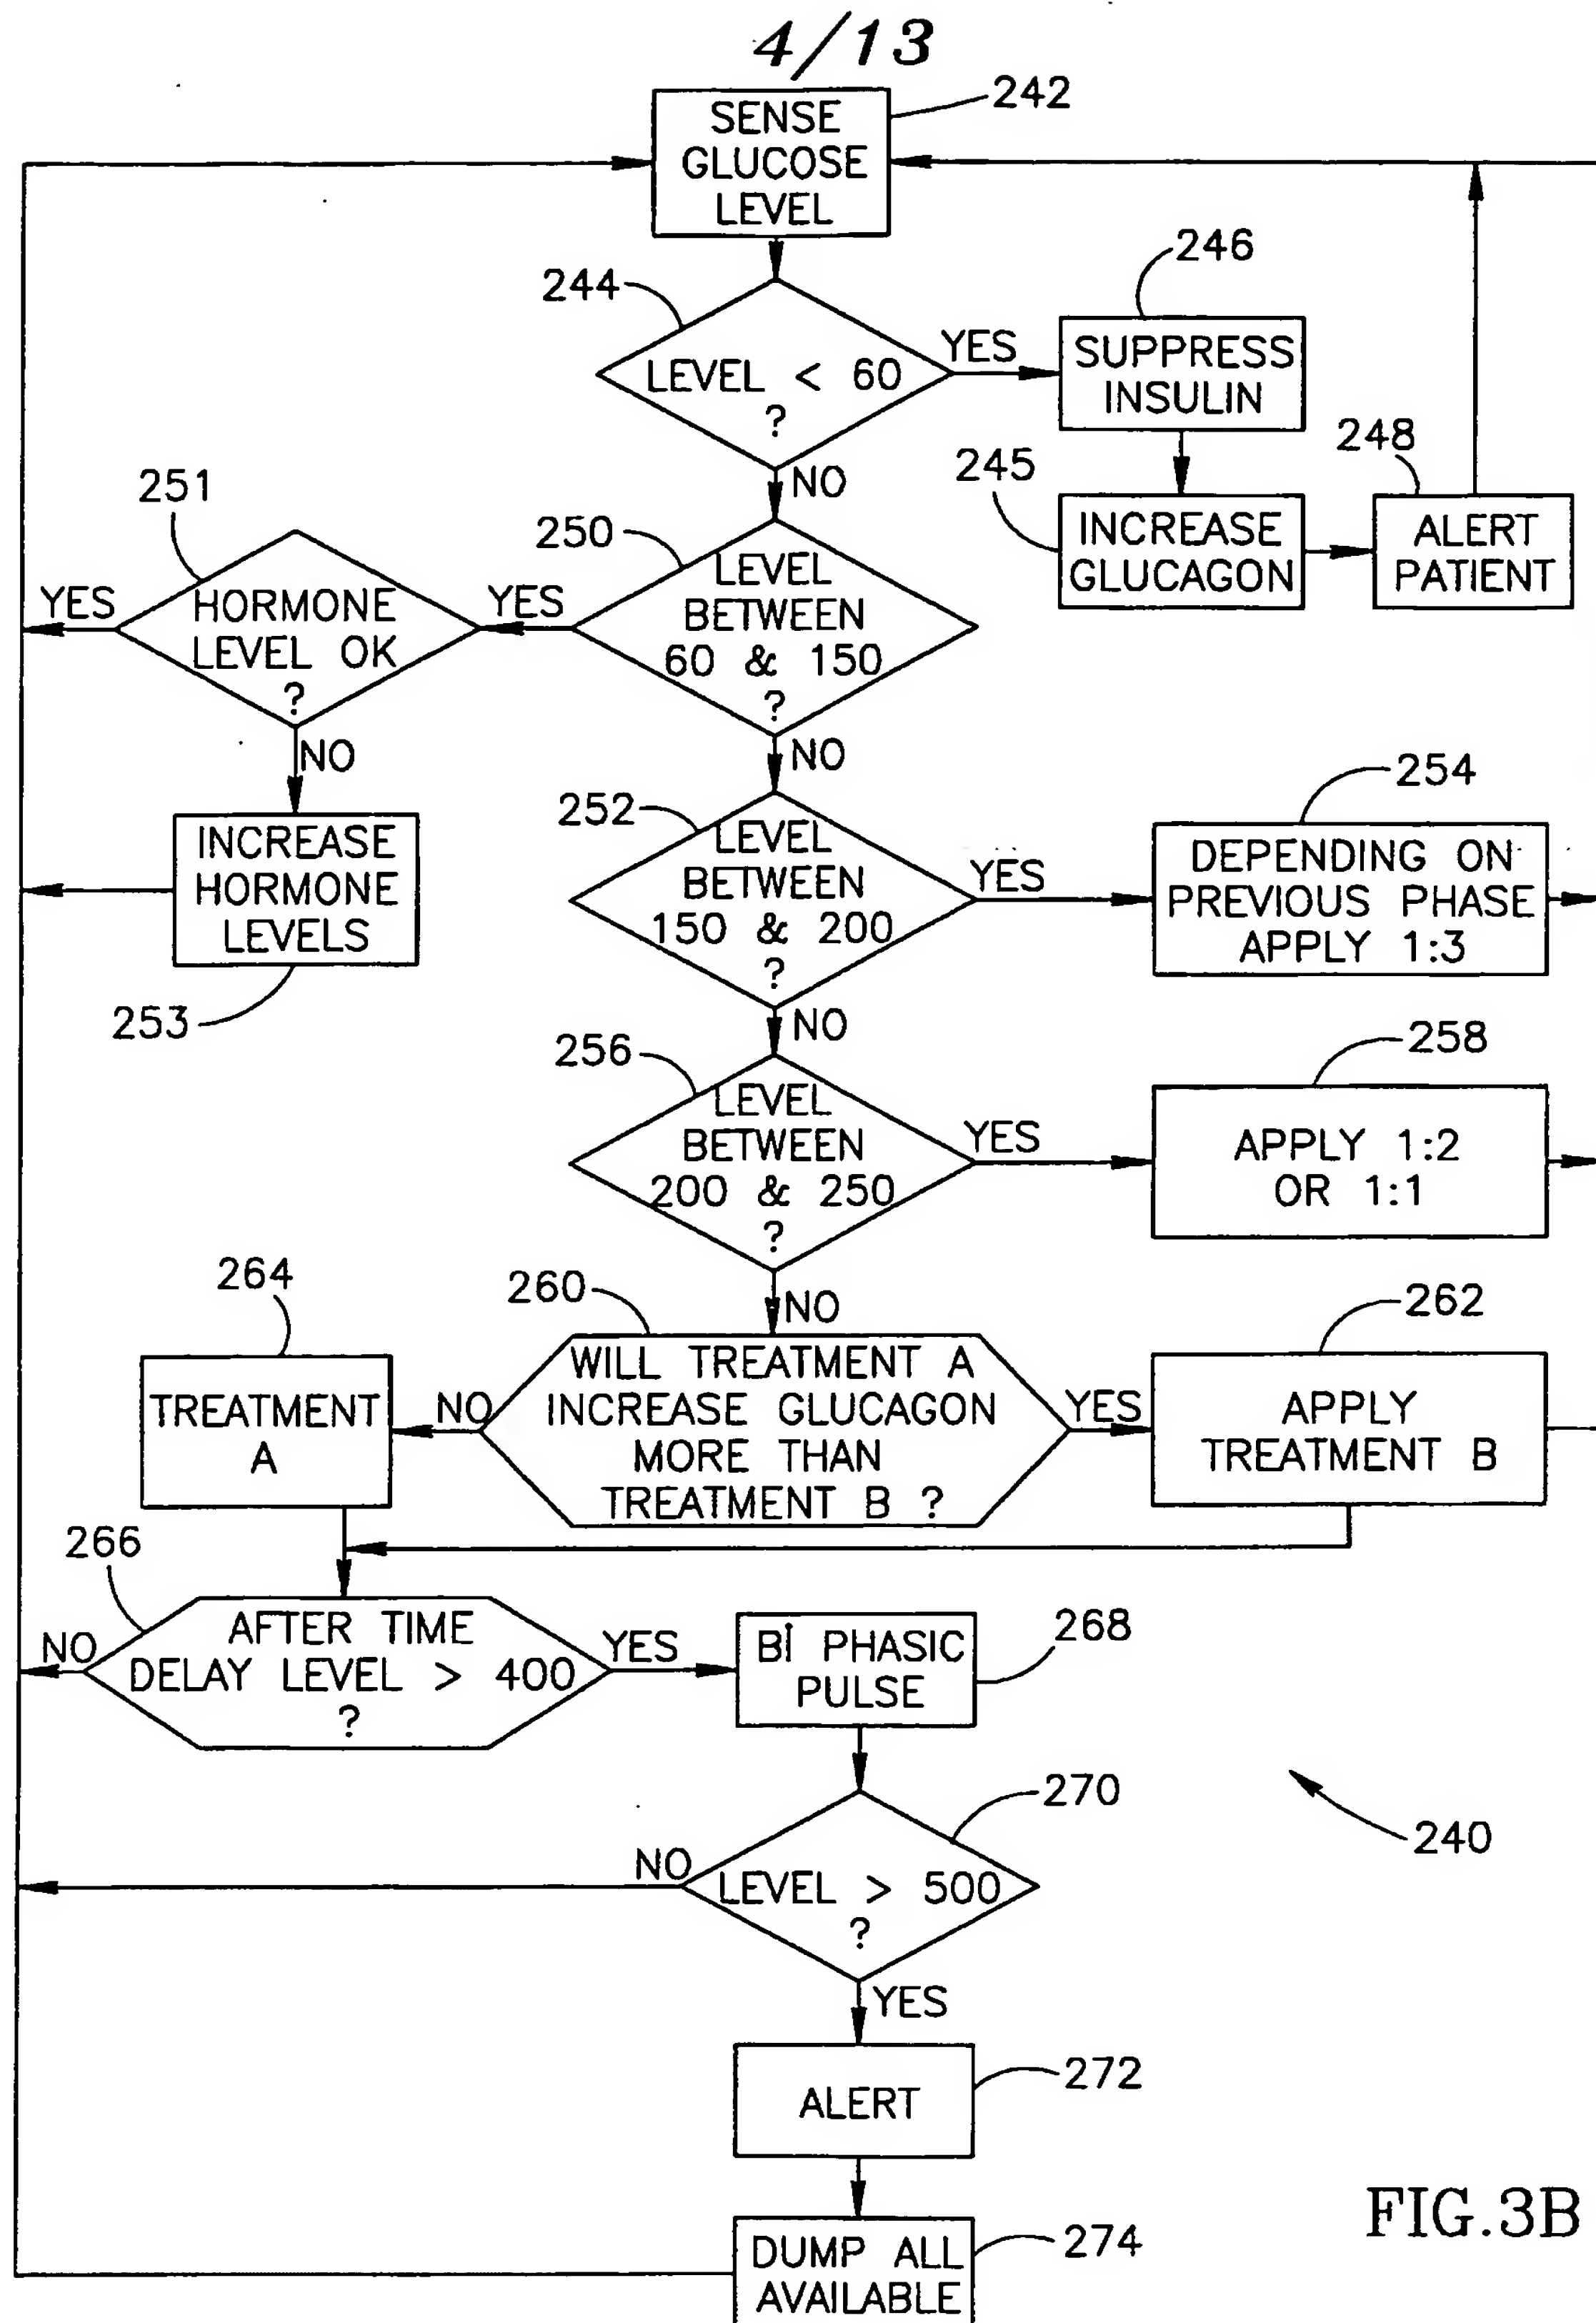 4/13
SENSE
GLUCOSE
LEVEL
242
244
LEVEL < 60
?
YES
246
SUPPRESS
INSULIN
245
INCREASE
GLUCAGON
248
ALERT
PATIENT
NO
250
LEVEL
BETWEEN
60 & 150
?
YES
251
HORMONE
LEVEL OK
?
YES
NO
INCREASE
HORMONE
LEVELS
253
NO
252
LEVEL
BETWEEN
150 & 200
?
YES
254
DEPENDING ON
PREVIOUS PHASE
APPLY 1:3
NO
256
LEVEL
BETWEEN
200 & 250
?
YES
258
APPLY 1:2
OR 1:1
NO
260
WILL TREATMENT A
INCREASE GLUCAGON
MORE THAN
TREATMENT B ?
YES
262
APPLY
TREATMENT B
NO
264
TREATMENT
A
266
AFTER TIME
DELAY LEVEL > 400
?
NO
YES
BI PHASIC
PULSE
268
270
LEVEL > 500
?
NO
240
YES
ALERT
272
DUMP ALL
AVAILABLE
274
FIG.3B